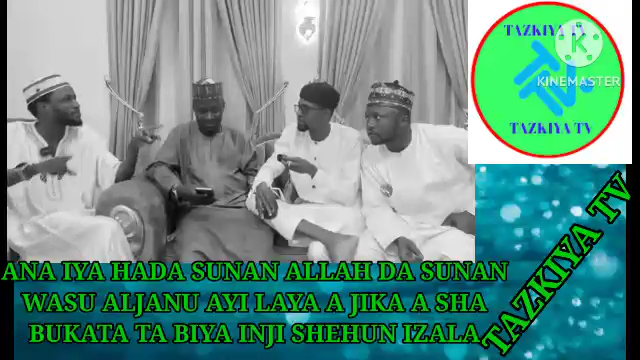 TAZKIYA TV
KINEMASTER
TAZKIYA TV
ANA IYA HADA SUNAN ALLAH DA SUNAN
WASU ALJANU AYI LAYA A JIKA A SHA
BUKATA TA BIYA INJI SHEHUN IZALA
TAZKIYA TV